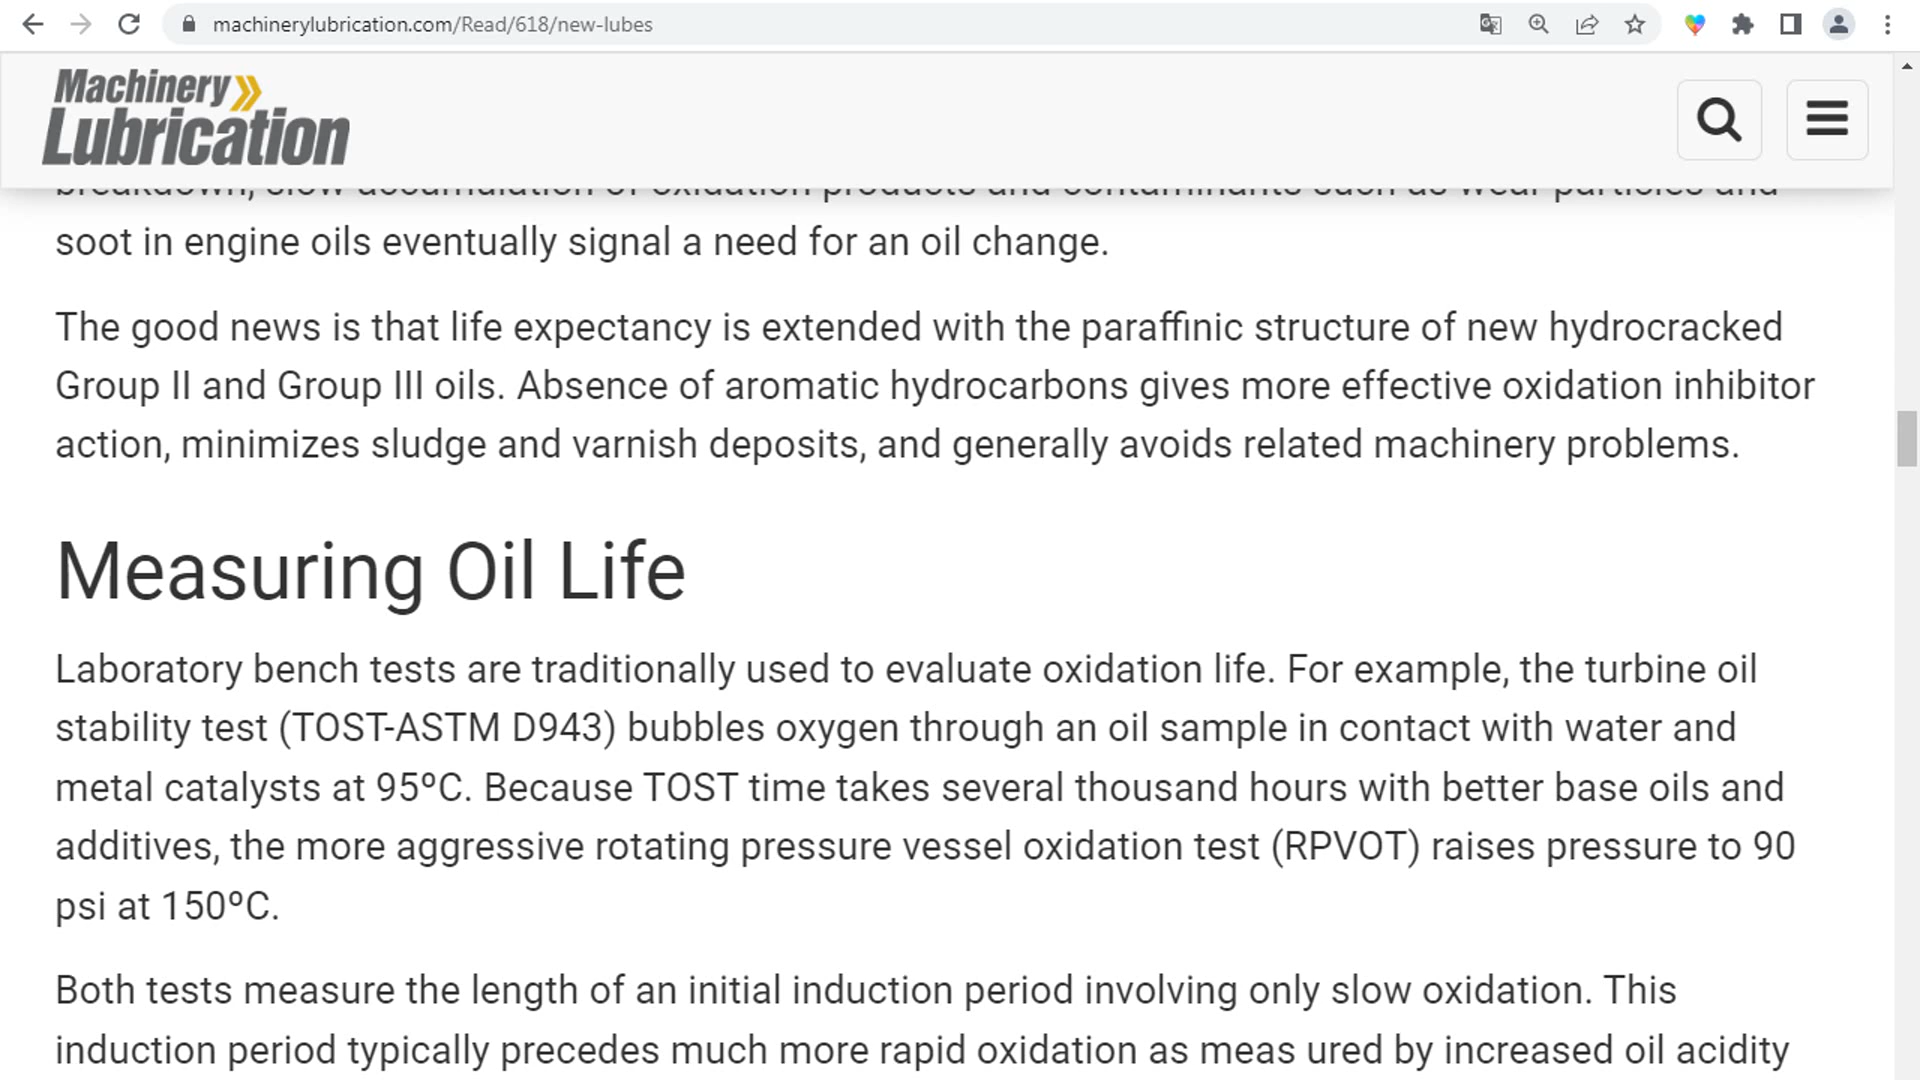 machinerylubrication.com/Read/618/new-lubes
Machinery
Lubrication
breakdown, slow accumulation of oxidation products and contaminants such as wear particles and
soot in engine oils eventually signal a need for an oil change.
The good news is that life expectancy is extended with the paraffinic structure of new hydrocracked
Group II and Group III oils. Absence of aromatic hydrocarbons gives more effective oxidation inhibitor
action, minimizes sludge and varnish deposits, and generally avoids related machinery problems.
Measuring Oil Life
Laboratory bench tests are traditionally used to evaluate oxidation life. For example, the turbine oil
stability test (TOST-ASTM D943) bubbles oxygen through an oil sample in contact with water and
metal catalysts at 95ºC. Because TOST time takes several thousand hours with better base oils and
additives, the more aggressive rotating pressure vessel oxidation test (RPVOT) raises pressure to 90
psi at 150ºC.
Both tests measure the length of an initial induction period involving only slow oxidation. This
induction period typically precedes much more rapid oxidation as meas ured by increased oil acidity